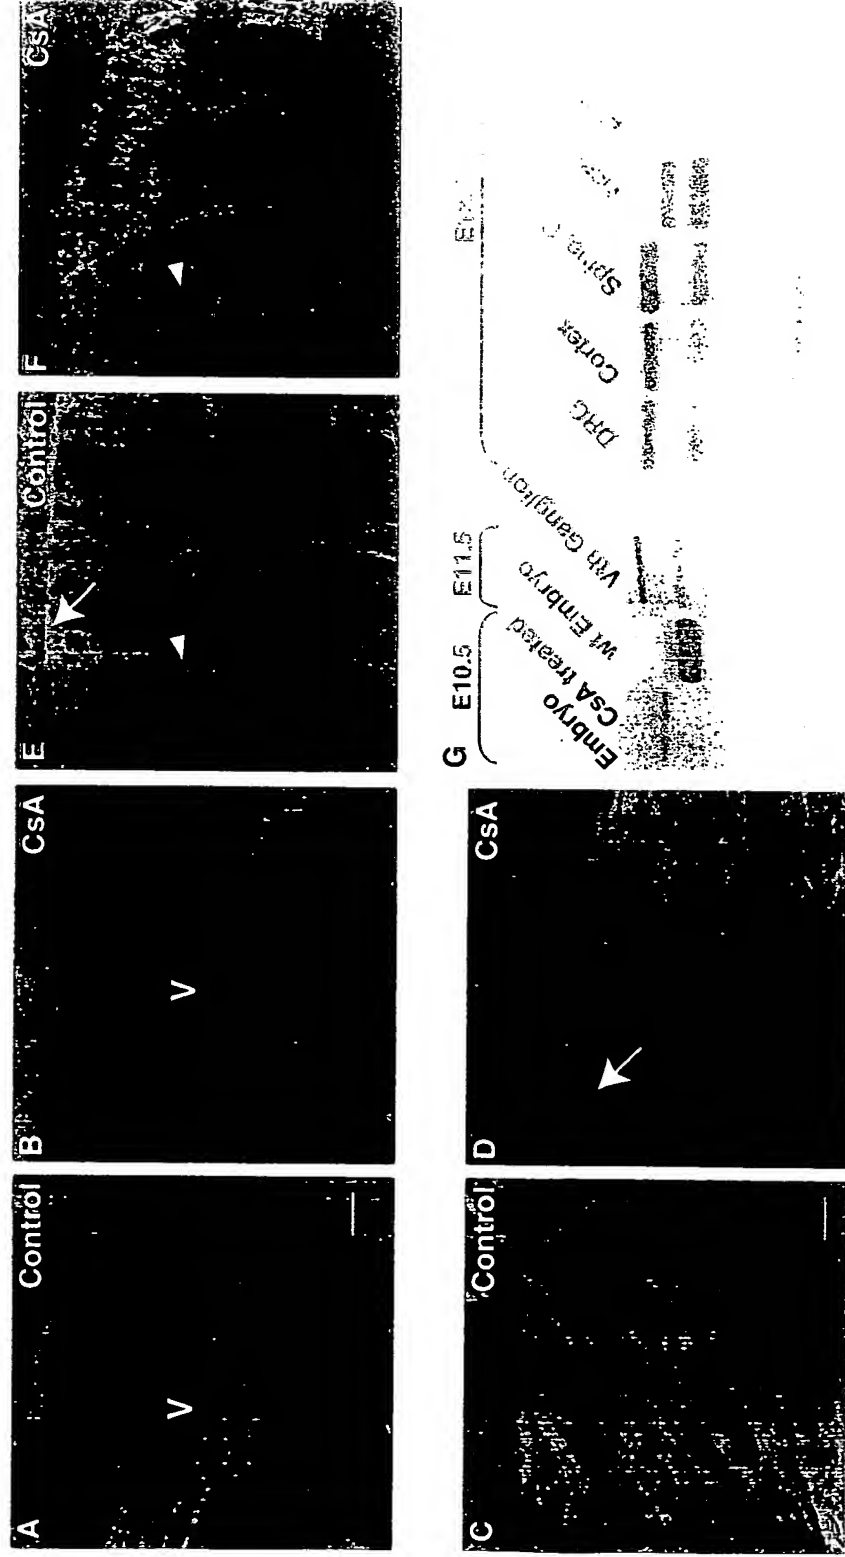 A
Control
V
B
CsA
V
E
Control
F
CsA
C
Control
D
CsA
G
E10.5
E11.5
Embryo
CsA treated
wt Embryo
Vth Ganglion
DRG
Cortex